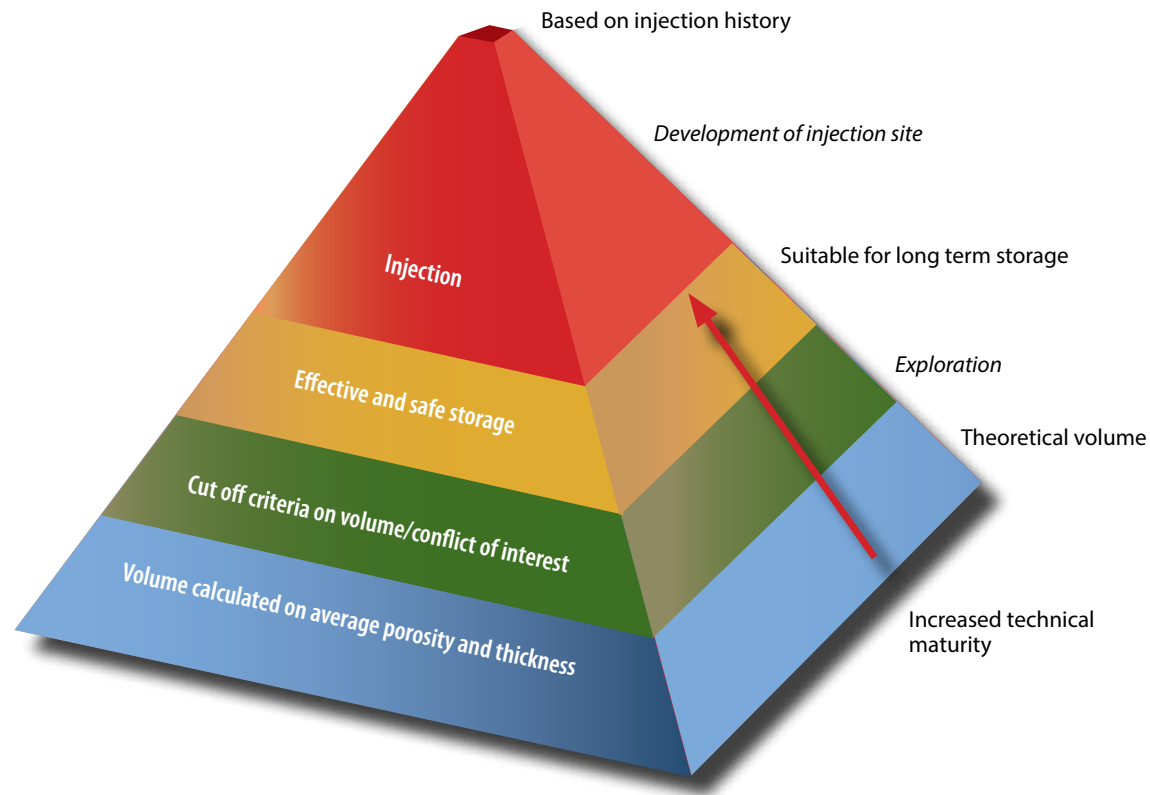 Based on injection history
Development of injection site
Injection
Suitable for long term storage
Effective and safe storage
Exploration
Theoretical volume
Cut off criteria on volume/conflict of interest
Volume calculated on average porosity and thickness
Increased technical
maturity